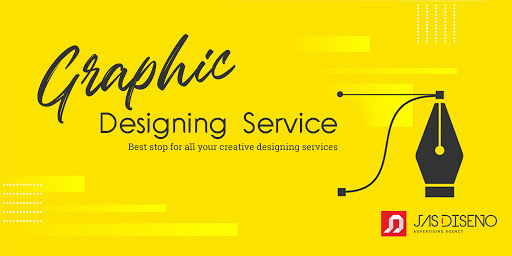 Graphic
Designing Service
Best stop for all your creative designing services
JAS DISENO
ADVERTISING AGENCY